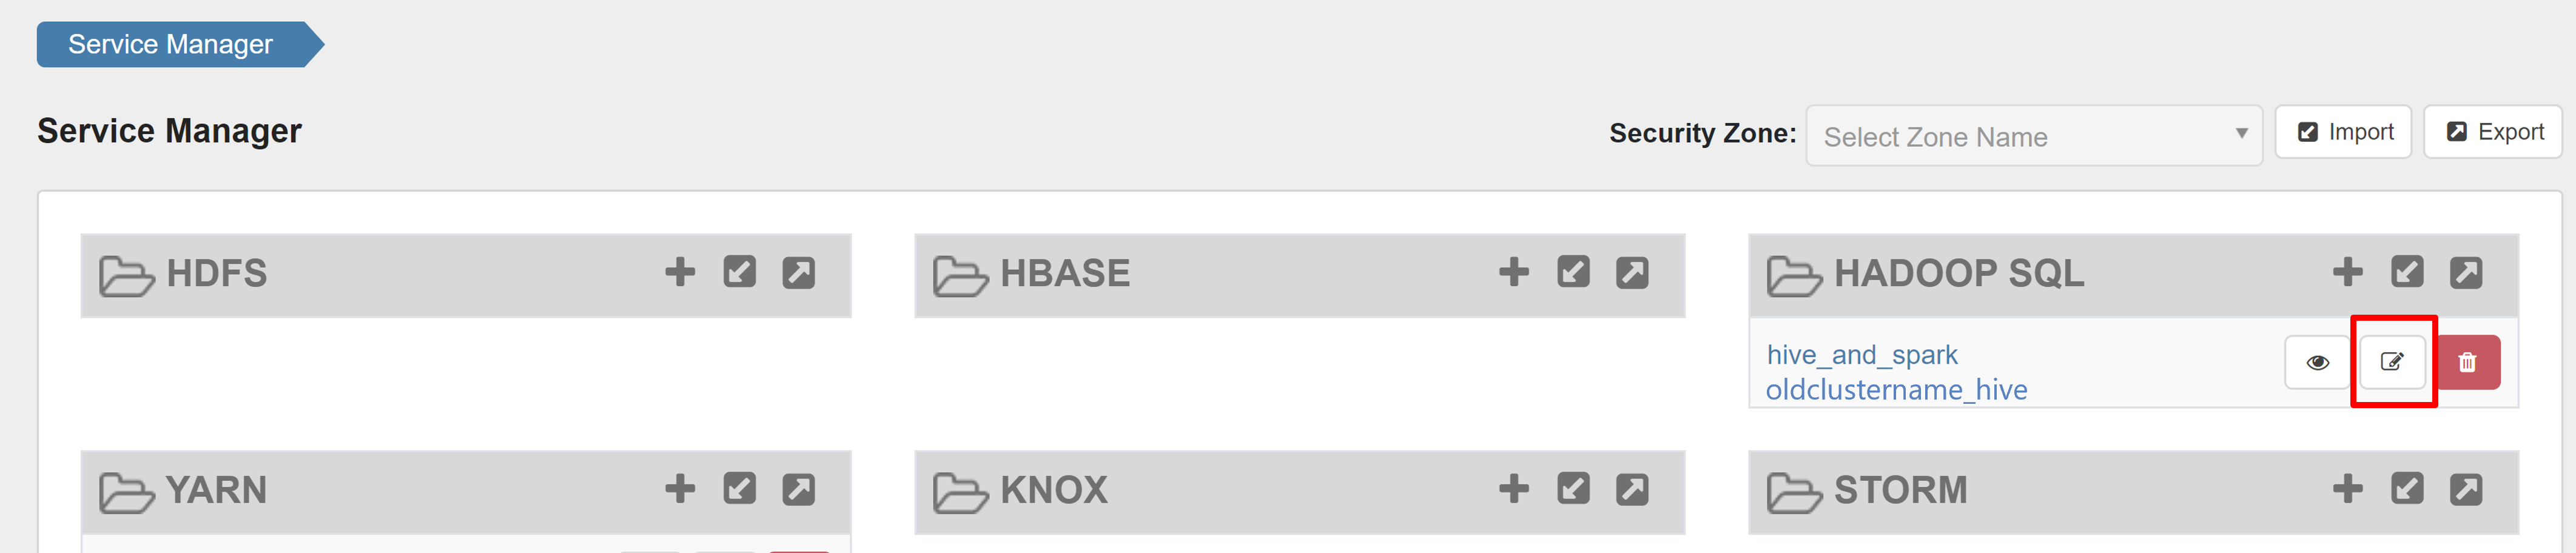 Service Manager
Service Manager
Security Zone: Select Zone Name Import Export
HDFS
HBASE
HADOOP SQL
hive_and_spark
oldclustername_hive
YARN
KNOX
STORM